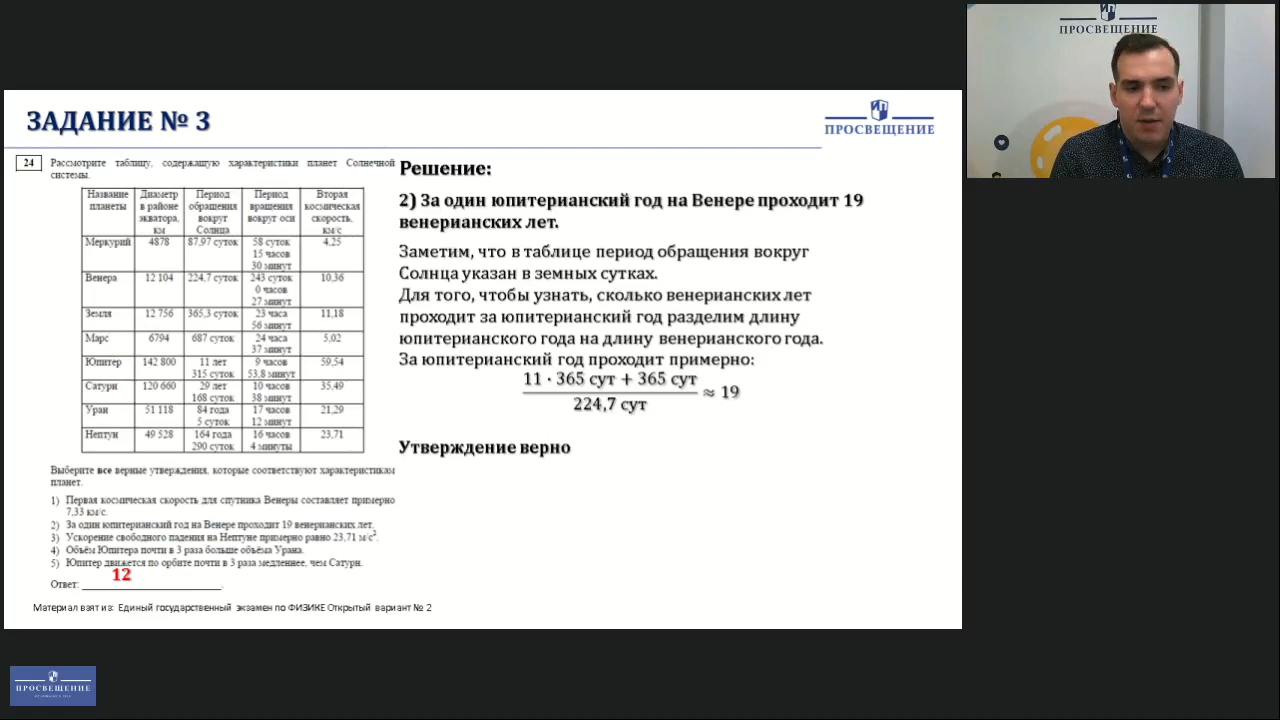 ПРОСВЕЩЕНИЕ
ЗАДАНИЕ № 3
ПРОСВЕЩЕНИЕ
24 Рассмотрите таблицу, содержащую характеристики планет Солнечной
системы.
Название планеты Диаметр в районе экватора, км Период обращения вокруг Солнца Период вращения вокруг оси Вторая космическая скорость, км/с
Меркурий 4878 87,97 суток 58 суток 15 часов 30 минут 4,25
Венера 12 104 224,7 суток 243 суток 0 часов 27 минут 10,36
Земля 12 756 365,3 суток 23 часа 56 минут 11,18
Марс 6794 687 суток 24 часа 37 минут 5,02
Юпитер 142 800 11 лет 315 суток 9 часов 53,8 минут 59,54
Сатурн 120 660 29 лет 168 суток 10 часов 38 минут 35,49
Уран 51 118 84 года 5 суток 17 часов 12 минут 21,29
Нептун 49 528 164 года 290 суток 16 часов 4 минуты 23,71
Выберите все верные утверждения, которые соответствуют характеристикам
планет.
1) Первая космическая скорость для спутника Венеры составляет примерно
7,33 км/с.
2) За один юпитерианский год на Венере проходит 19 венерианских лет.
3) Ускорение свободного падения на Нептуне примерно равно 23,71 м/с².
4) Объём Юпитера почти в 3 раза больше объёма Урана.
5) Юпитер движется по орбите почти в 3 раза медленнее, чем Сатурн.
12
Ответ: ____________________.
Материал взят из: Единый государственный экзамен по ФИЗИКЕ Открытый вариант № 2
Решение:
2) За один юпитерианский год на Венере проходит 19
венерианских лет.
Заметим, что в таблице период обращения вокруг
Солнца указан в земных сутках.
Для того, чтобы узнать, сколько венерианских лет
проходит за юпитерианский год разделим длину
юпитерианского года на длину венерианского года.
За юпитерианский год проходит примерно:
11 · 365 сут + 365 сут
≈ 19
224,7 сут
Утверждение верно
ПРОСВЕЩЕНИЕ